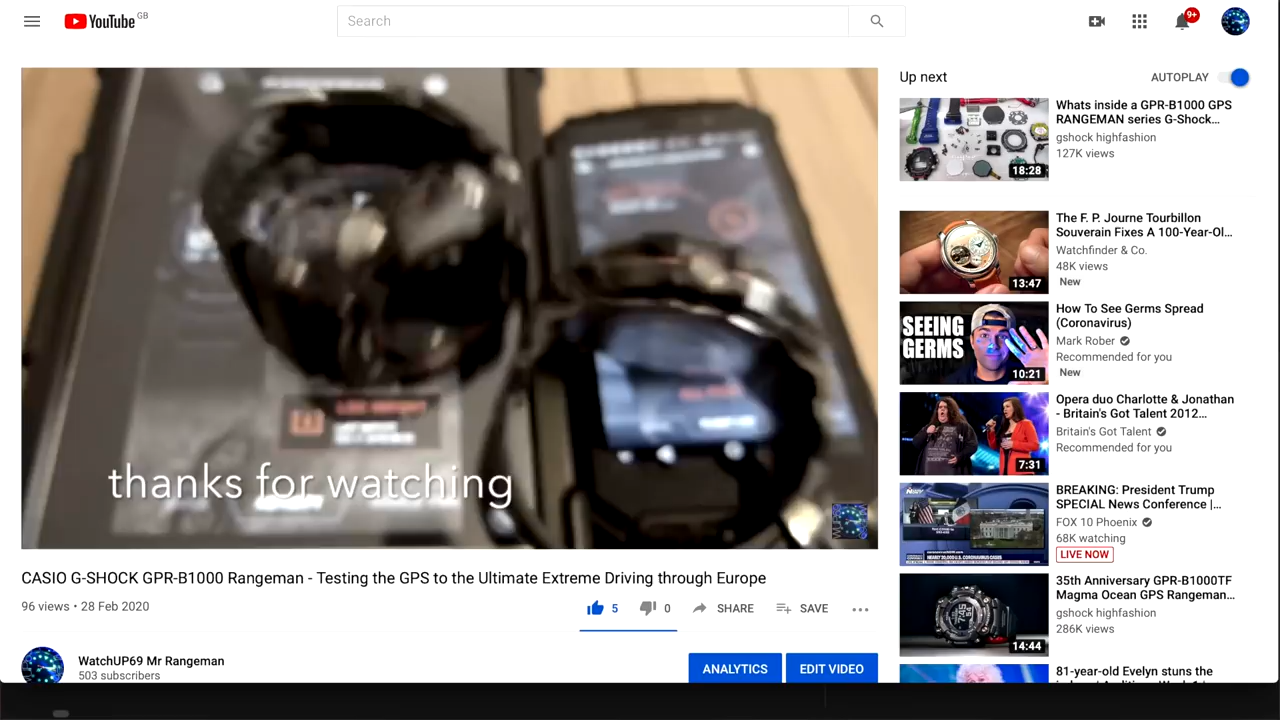 YouTube GB
Search
9+
thanks for watching
CASIO G-SHOCK GPR-B1000 Rangeman - Testing the GPS to the Ultimate Extreme Driving through Europe
96 views • 28 Feb 2020
5
0
SHARE
SAVE
WatchUP69 Mr Rangeman
503 subscribers
ANALYTICS
EDIT VIDEO
Up next
AUTOPLAY
18:28
Whats inside a GPR-B1000 GPS
RANGEMAN series G-Shock...
gshock highfashion
127K views
13:47
The F. P. Journe Tourbillon
Souverain Fixes A 100-Year-Ol...
Watchfinder & Co.
48K views
New
SEEING
GERMS
10:21
How To See Germs Spread
(Coronavirus)
Mark Rober
Recommended for you
New
7:31
Opera duo Charlotte & Jonathan
- Britain's Got Talent 2012...
Britain's Got Talent
Recommended for you
BREAKING: President Trump
SPECIAL News Conference |...
FOX 10 Phoenix
68K watching
LIVE NOW
14:44
35th Anniversary GPR-B1000TF
Magma Ocean GPS Rangeman...
gshock highfashion
286K views
81-year-old Evelyn stuns the